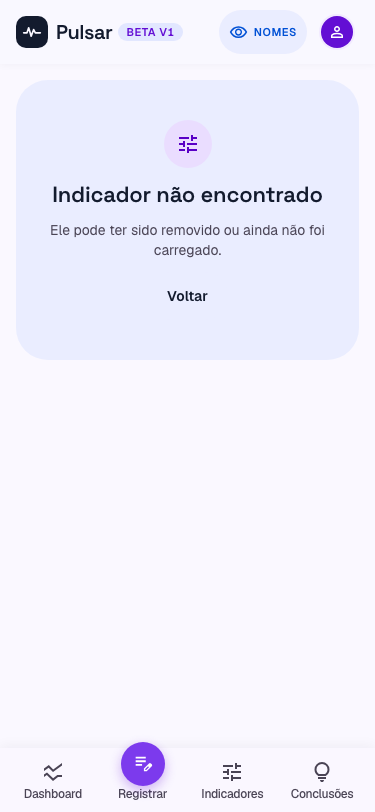 Pulsar
BETA V1
NOMES
Indicador não encontrado
Ele pode ter sido removido ou ainda não foi
carregado.
Voltar
Dashboard
Registrar
Indicadores
Conclusões